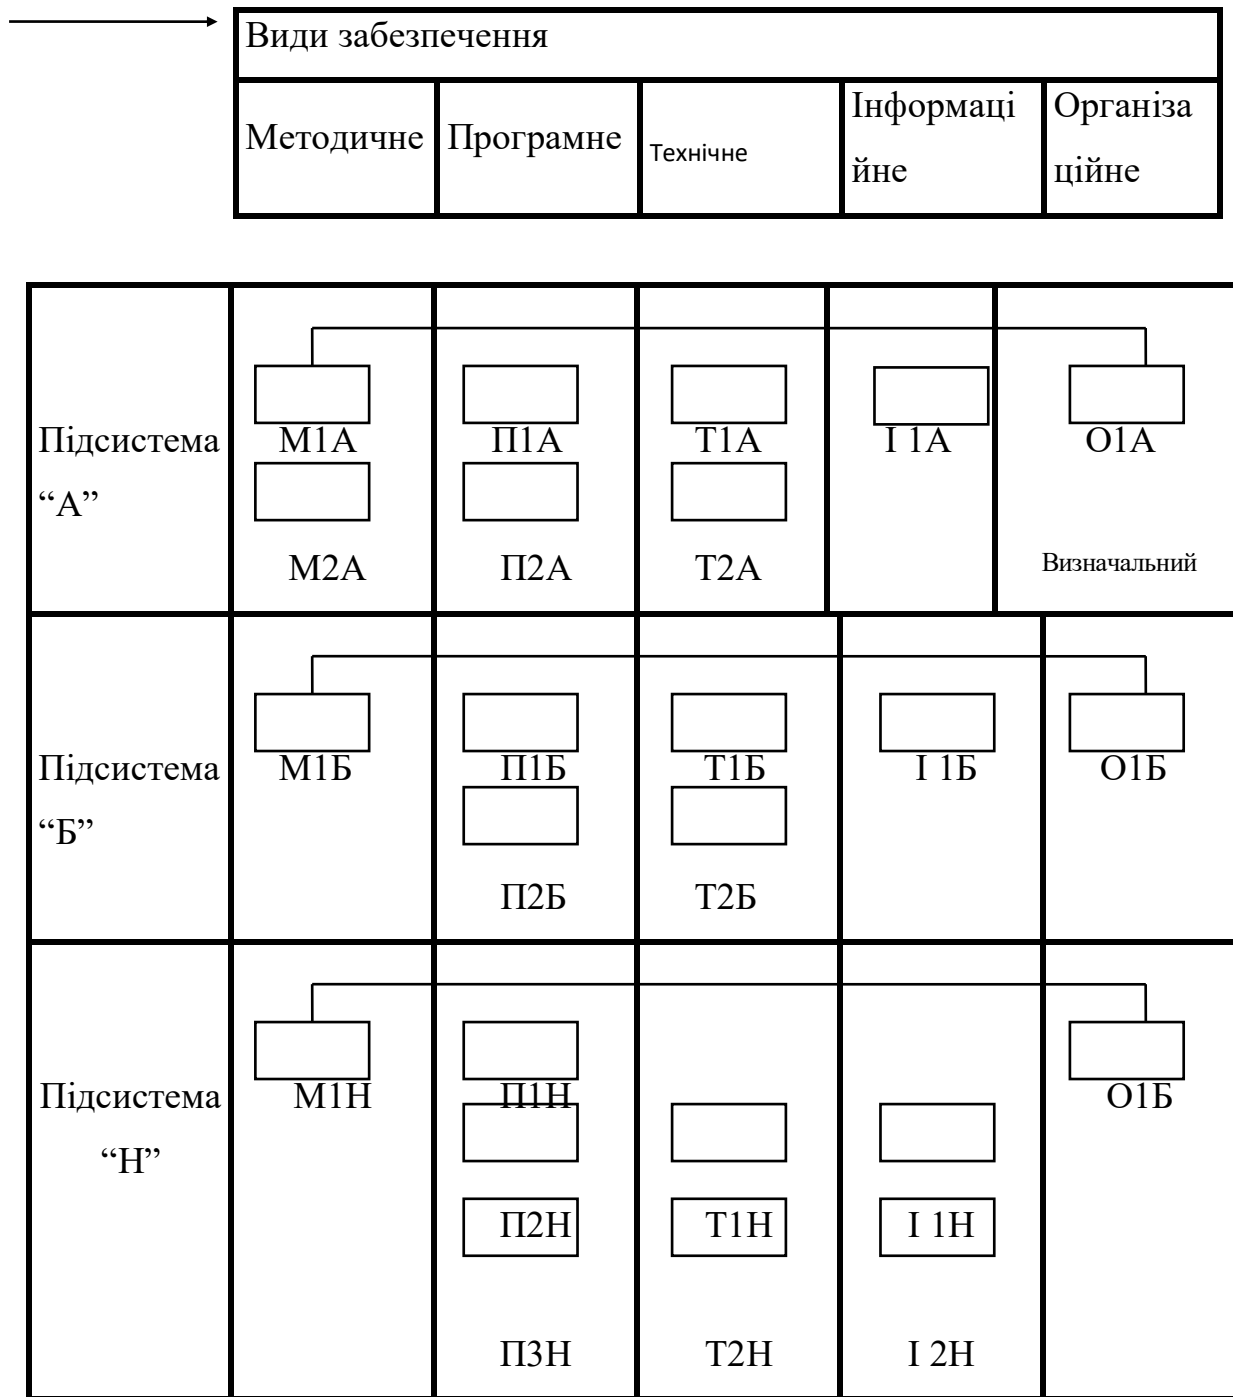 Види забезпечення
Методичне
Програмне
Технічне
Інформаці
йне
Організа
ційне
Підсистема
“А”
М1А
П1А
Т1А
І 1А
О1А
М2А
П2А
Т2А
Визначальний
Підсистема
“Б”
М1Б
П1Б
Т1Б
І 1Б
О1Б
П2Б
Т2Б
Підсистема
“Н”
М1Н
П1Н
О1Б
П2Н
Т1Н
І 1Н
П3Н
Т2Н
І 2Н